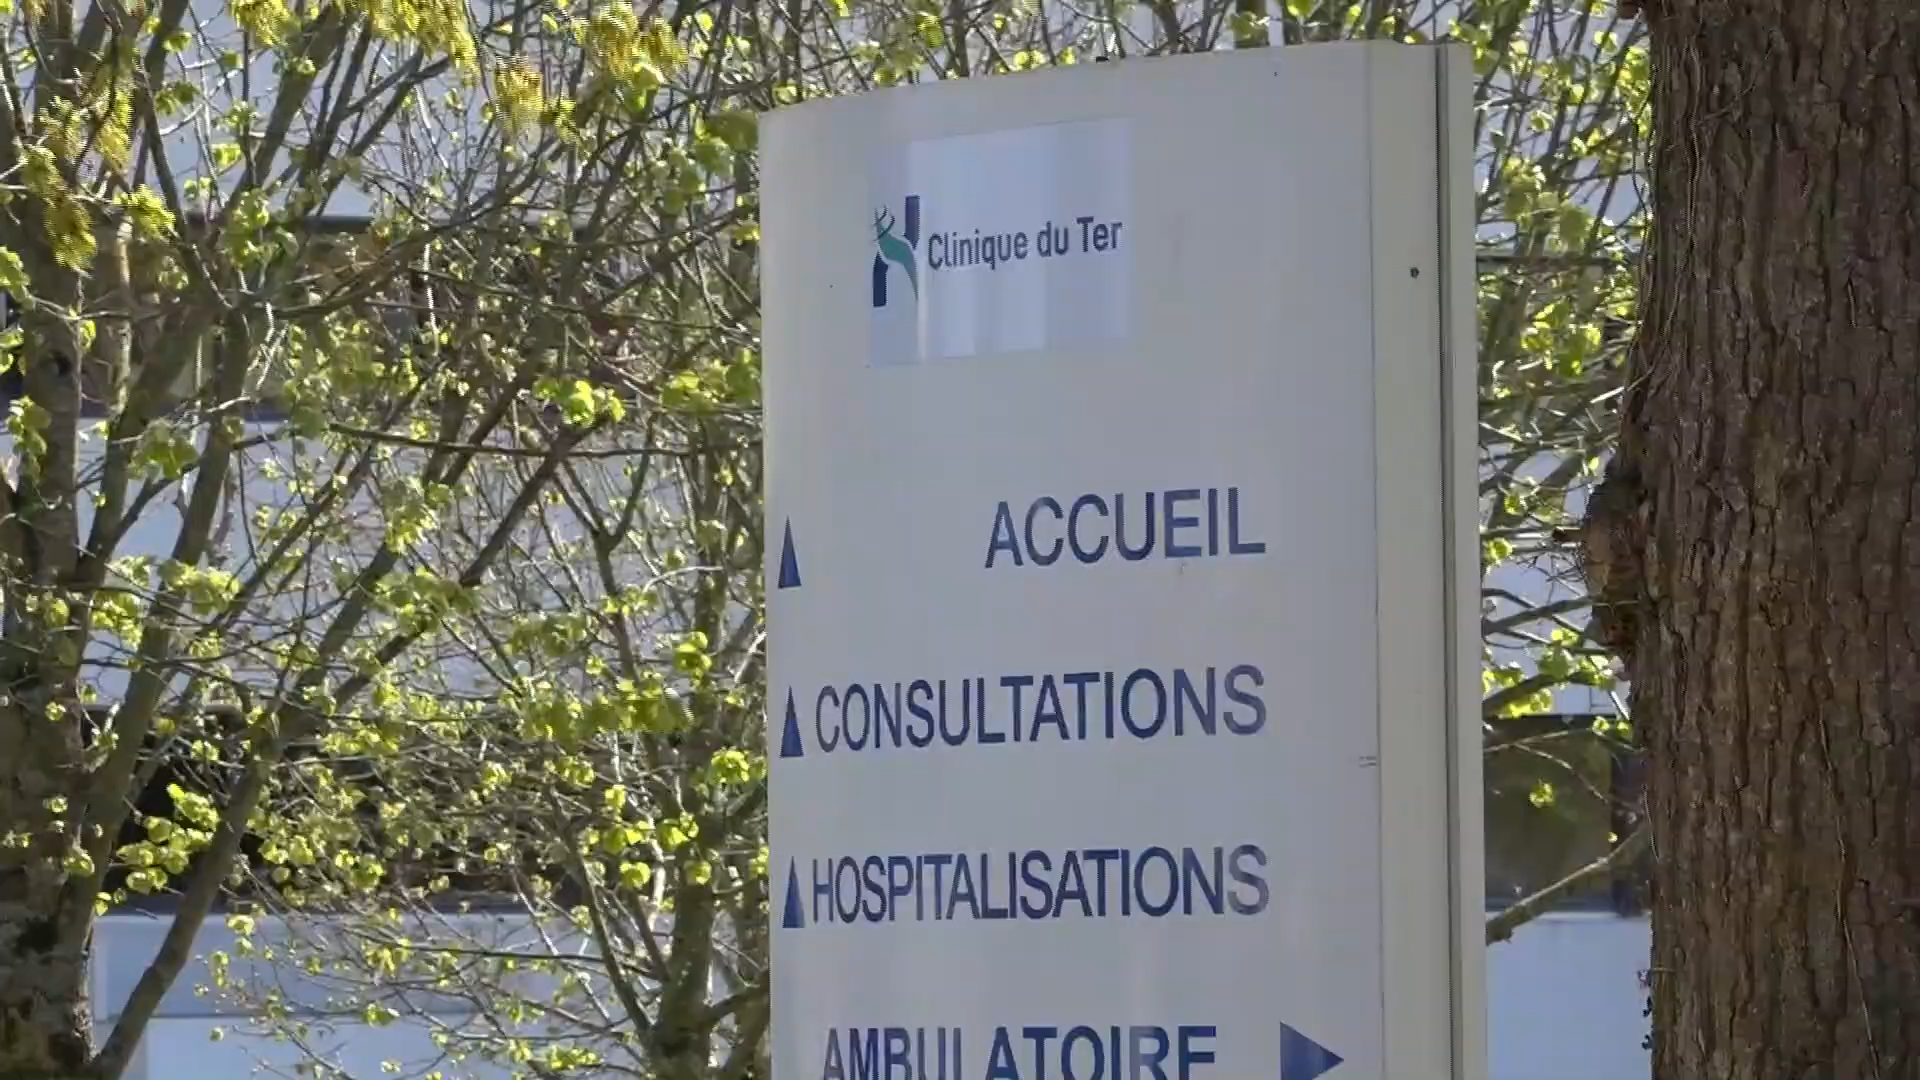 Clinique du Ter
ACCUEIL
CONSULTATIONS
HOSPITALISATIONS
AMBULATOIRE